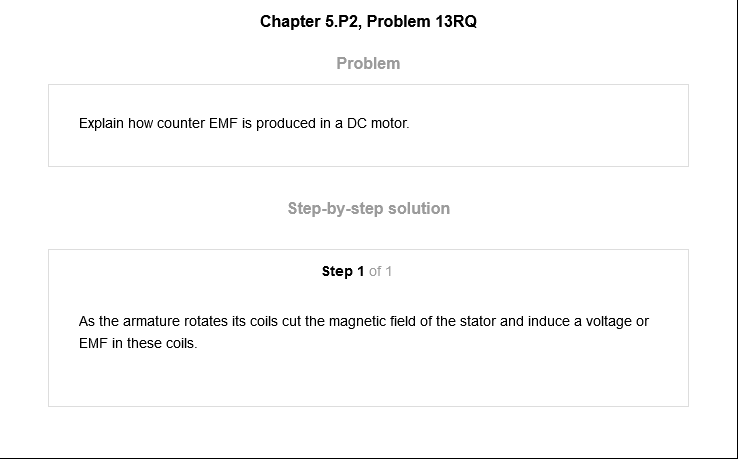 Chapter 5.P2, Problem 13RQ
Problem
Explain how counter EMF is produced in a DC motor.
Step-by-step solution
Step 1 of 1
As the armature rotates its coils cut the magnetic field of the stator and induce a voltage or
EMF in these coils.